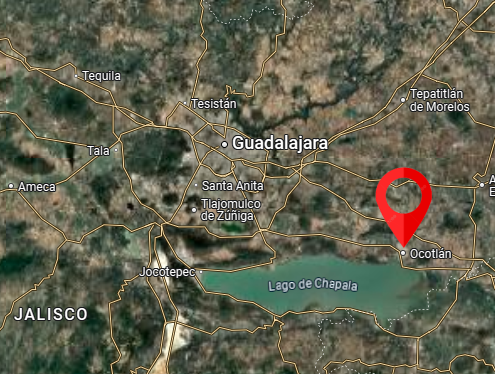 Tequila
Tesistán
Tepatitlán
de Morelos
Guadalajara
Tala
Ameca
Santa Anita
Tlajomulco
de Zúñiga
Ocotlán
Jocotepec
Lago de Chapala
JALISCO